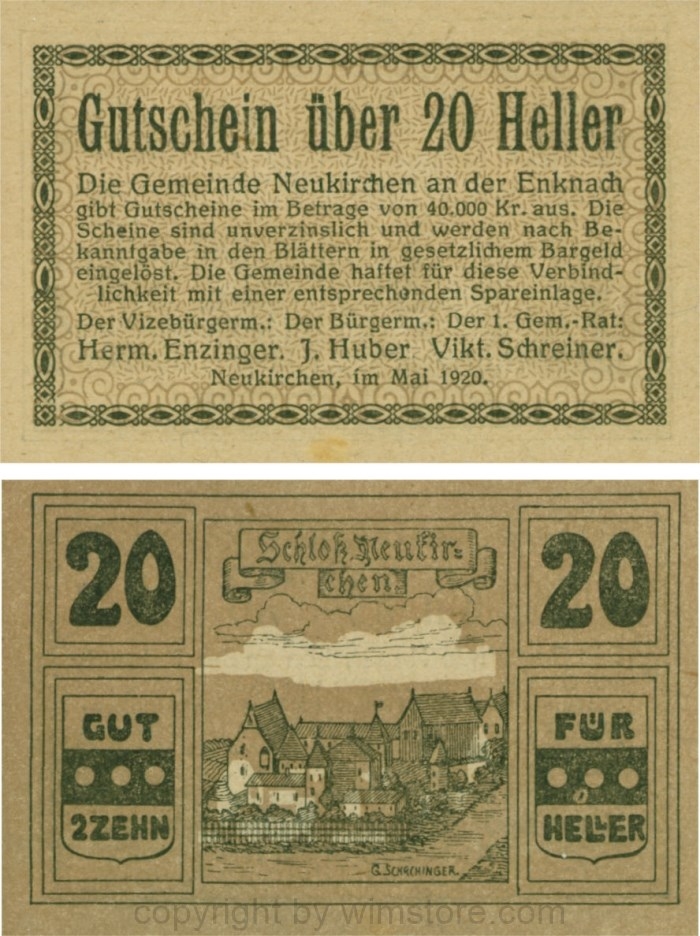 Gutschein über 20 Heller
Die Gemeinde Neukirchen an der Enknach
gibt Gutscheine im Betrage von 40.000 Kr. aus. Die
Scheine sind unverzinslich und werden nach Be-
kanntgabe in den Blättern in gesetzlichem Bargeld
eingelöst. Die Gemeinde haftet für diese Verbind-
lichkeit mit einer entsprechenden Spareinlage.
Der Vizebürgerm.: Der Bürgerm.: Der 1. Gem.-Rat:
Herm. Enzinger. J. Huber Vikt. Schreiner.
Neukirchen, im Mai 1920.
20
Schloß Neukir=
chen
20
GUT
2ZEHN
FÜR
HELLER
G. SCHACHINGER.
copyright by wimstore.com